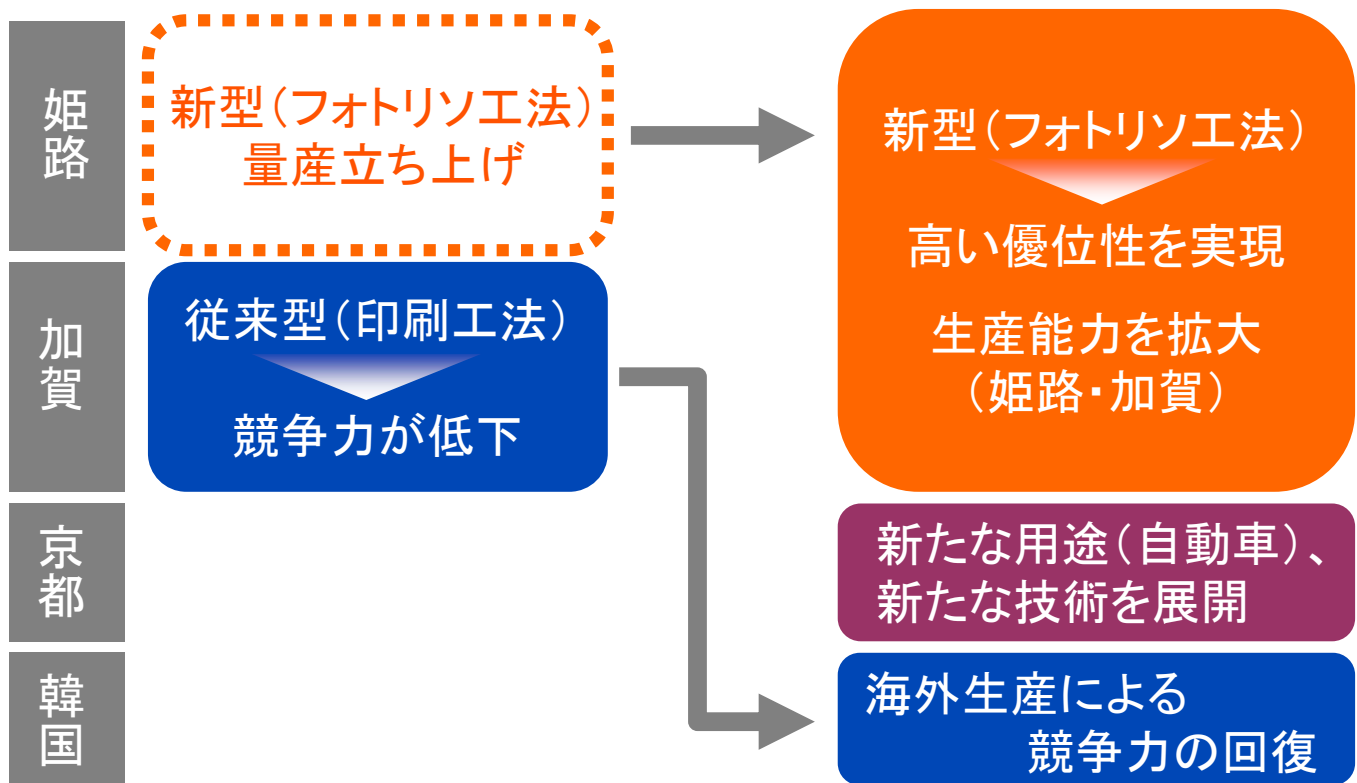 姫路
新型（フォトリソ工法）
量産立ち上げ
新型（フォトリソ工法）
高い優位性を実現
生産能力を拡大
（姫路・加賀）
加賀
従来型（印刷工法）
競争力が低下
京都
新たな用途（自動車）、
新たな技術を展開
韓国
海外生産による
競争力の回復